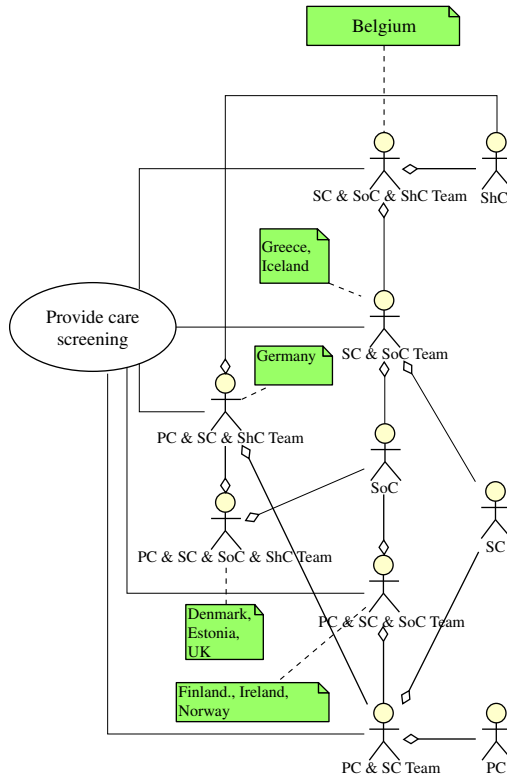 Belgium
SC & SoC & ShC Team
ShC
Greece,
Iceland
Provide care
screening
SC & SoC Team
Germany
PC & SC & ShC Team
SoC
SC
PC & SC & SoC & ShC Team
Denmark,
Estonia,
UK
PC & SC & SoC Team
Finland., Ireland,
Norway
PC & SC Team
PC